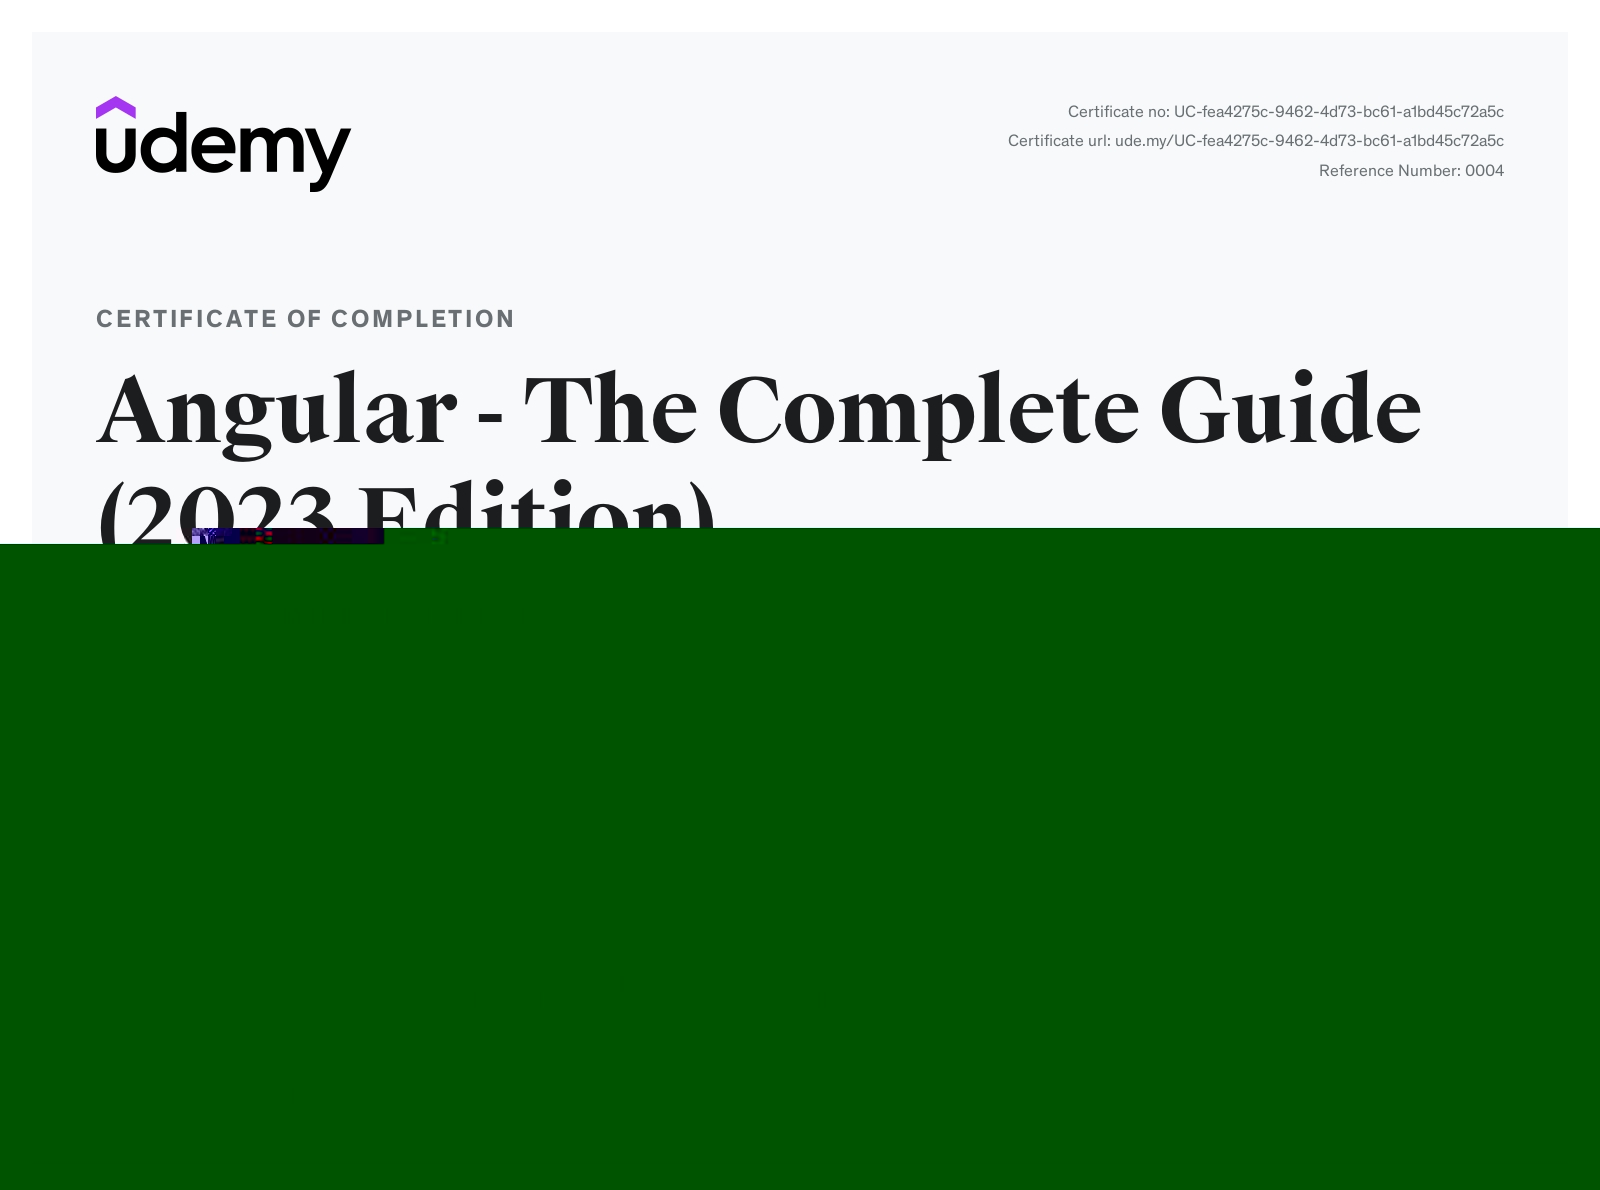 udemy
Certificate no: UC-fea4275c-9462-4d73-bc61-a1bd45c72a5c
Certificate url: ude.my/UC-fea4275c-9462-4d73-bc61-a1bd45c72a5c
Reference Number: 0004
CERTIFICATE OF COMPLETION
Angular - The Complete Guide
(2023 Edition)